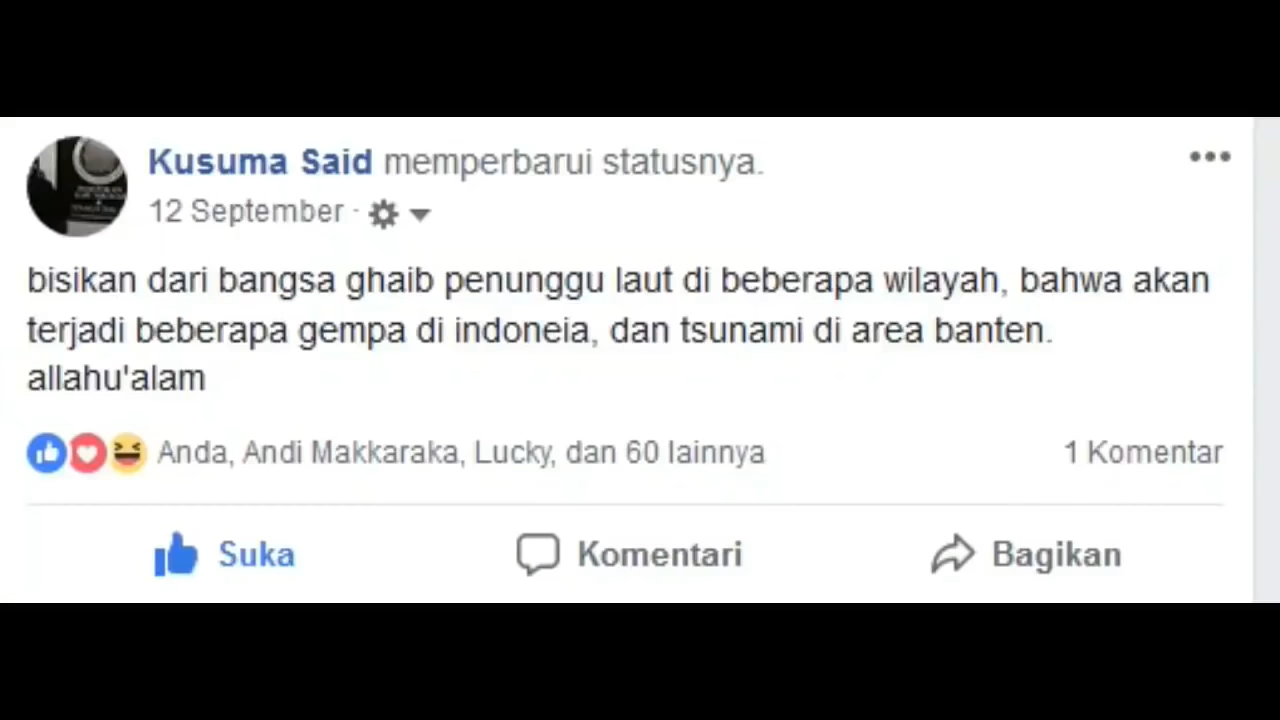 Kusuma Said memperbarui statusnya.
12 September ·
bisikan dari bangsa ghaib penunggu laut di beberapa wilayah, bahwa akan
terjadi beberapa gempa di indoneia, dan tsunami di area banten.
allahu'alam
Anda, Andi Makkaraka, Lucky, dan 60 lainnya
1 Komentar
Suka
Komentari
Bagikan